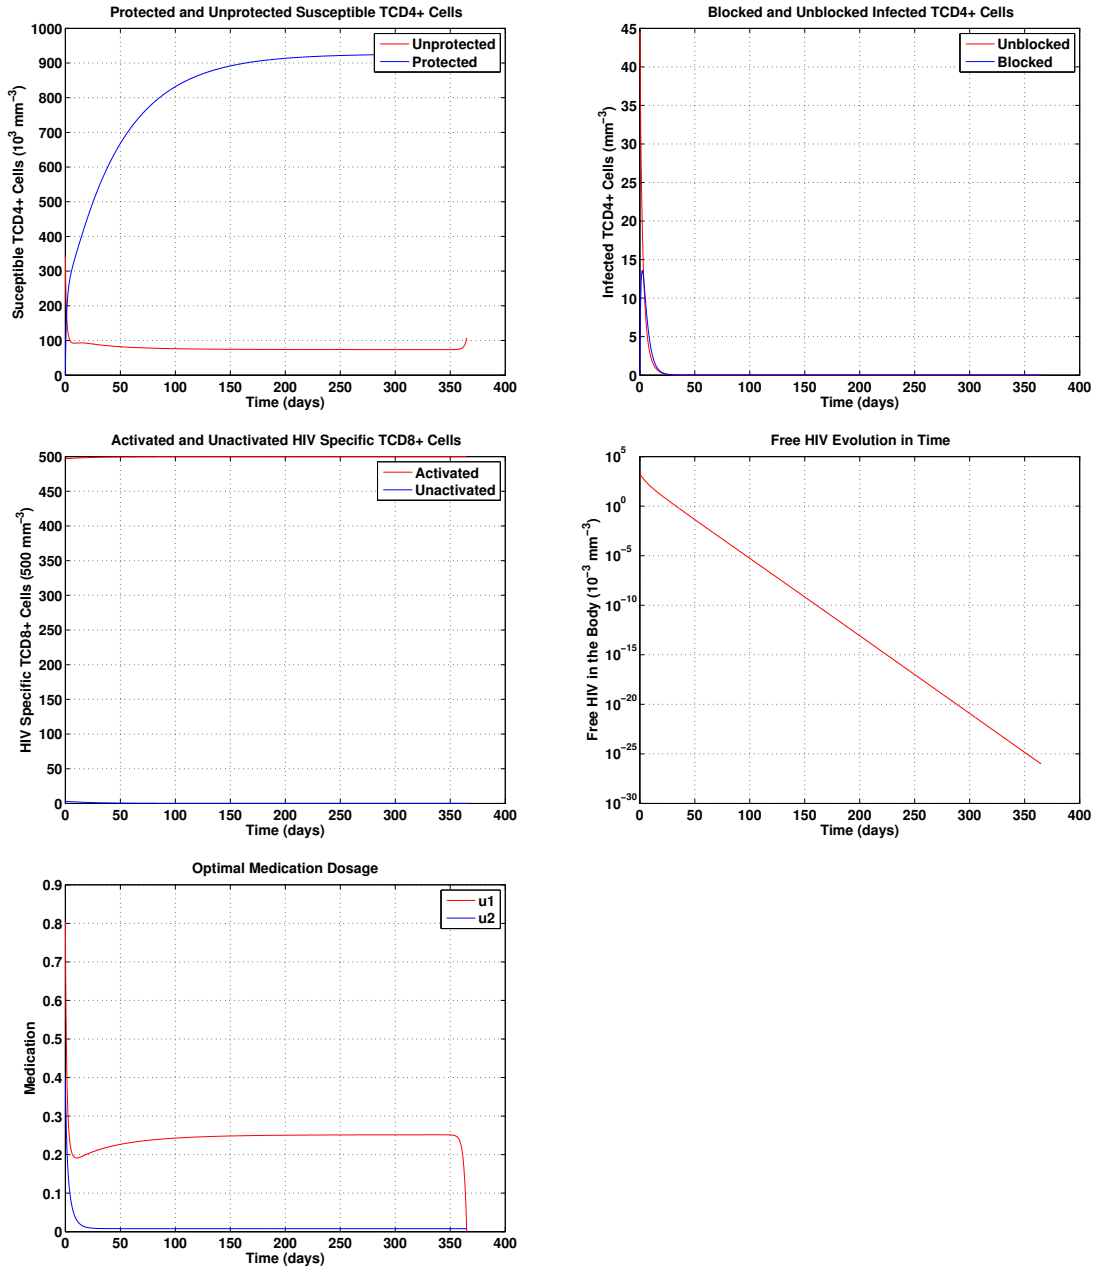 Protected and Unprotected Susceptible TCD4+ Cells
1000
900
800
700
600
500
400
300
200
100
0
Suceptible TCD4+ Cells (10³ mm⁻³)
Unprotected
Protected
0 50 100 150 200 250 300 350 400
Time (days)
Blocked and Unblocked Infected TCD4+ Cells
45
40
35
30
25
20
15
10
5
0
Infected TCD4+ Cells (mm⁻³)
Unblocked
Blocked
0 50 100 150 200 250 300 350 400
Time (days)
Activated and Unactivated HIV Specific TCD8+ Cells
500
450
400
350
300
250
200
150
100
50
0
HIV Specific TCD8+ Cells (500 mm⁻³)
Activated
Unactivated
0 50 100 150 200 250 300 350 400
Time (days)
Free HIV Evolution in Time
10⁵
10⁰
10⁻⁵
10⁻¹⁰
10⁻¹⁵
10⁻²⁰
10⁻²⁵
10⁻³⁰
Free HIV in the Body (10⁻³ mm⁻³)
0 50 100 150 200 250 300 350 400
Time (days)
Optimal Medication Dosage
0.9
0.8
0.7
0.6
0.5
0.4
0.3
0.2
0.1
0
Medication
u1
u2
0 50 100 150 200 250 300 350 400
Time (days)